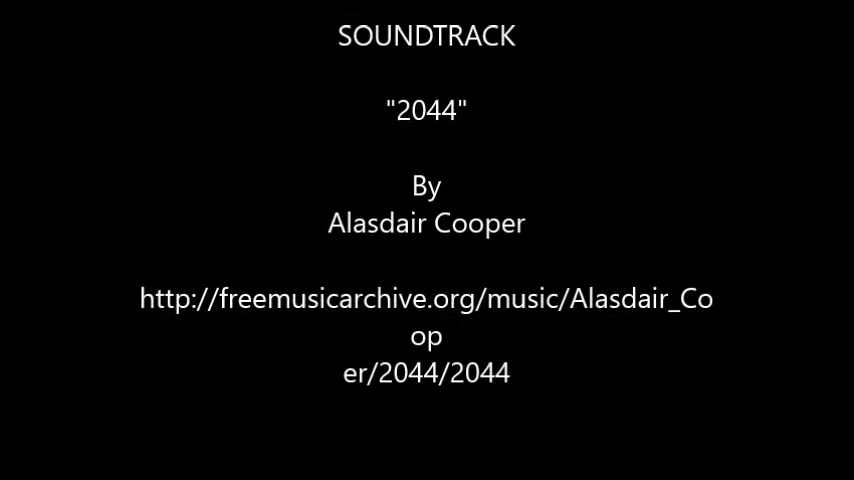 SOUNDTRACK
"2044"
By
Alasdair Cooper
http://freemusicarchive.org/music/Alasdair_Co
op
er/2044/2044